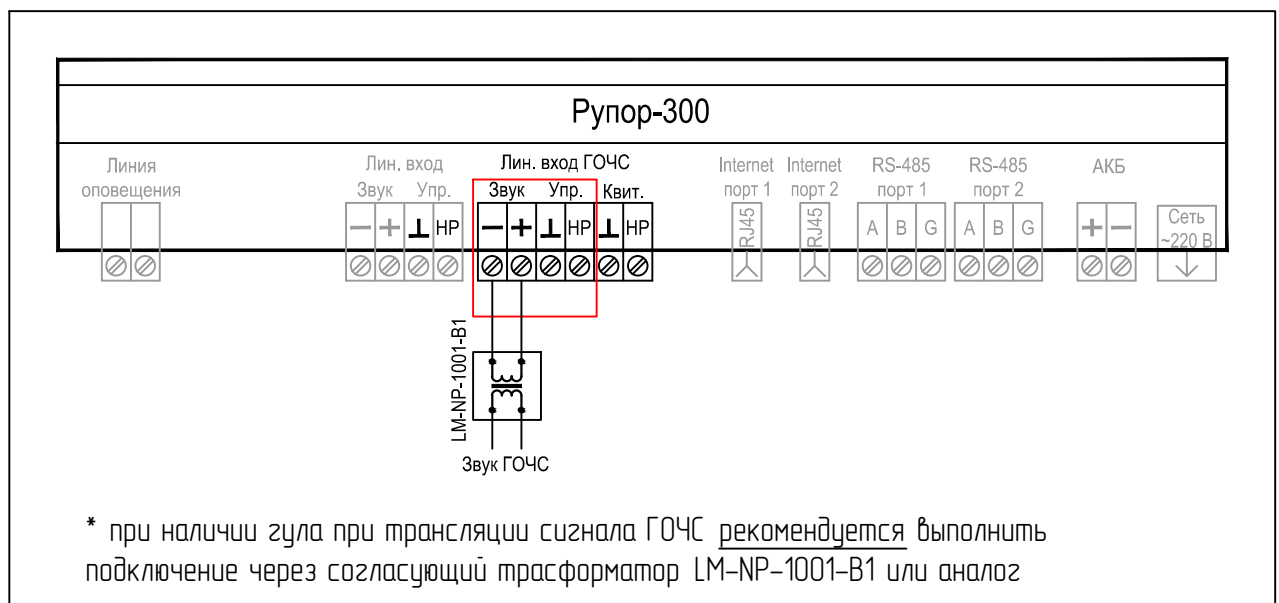 Рупор-300
Линия оповещения
Лин. вход
Звук Упр.
Лин. вход ГОЧС
Звук Упр. Квит.
Internet порт 1
Internet порт 2
RS-485 порт 1
RS-485 порт 2
АКБ
Сеть ~220 В
− + ⊥ НР
− + ⊥ НР ⊥ НР
RJ45
RJ45
A B G
A B G
+ −
LM-NP-1001-B1
Звук ГОЧС
* при наличии гула при трансляции сигнала ГОЧС рекомендуется выполнить
подключение через согласующий трасформатор LM-NP-1001-B1 или аналог